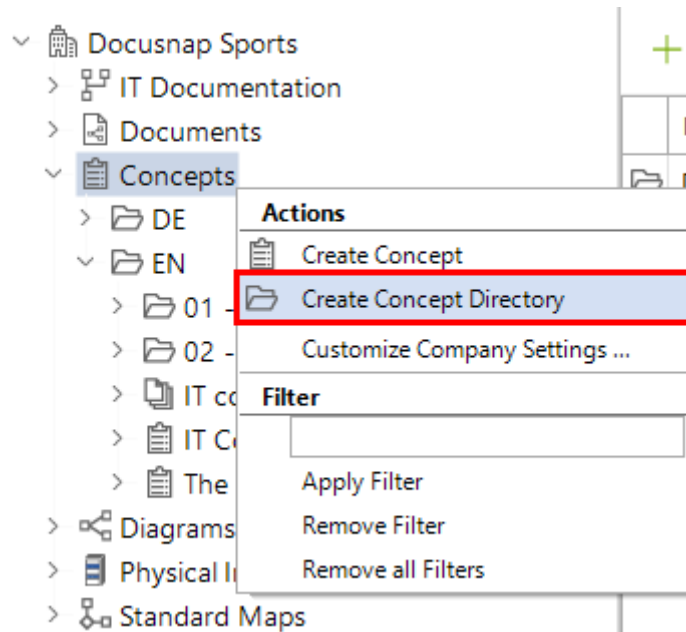 Docusnap Sports
IT Documentation
Documents
Concepts
DE
EN
01 -
02 -
IT
IT
The
Diagrams
Physical
Standard Maps
Actions
Create Concept
Create Concept Directory
Customize Company Settings ...
Filter
Apply Filter
Remove Filter
Remove all Filters